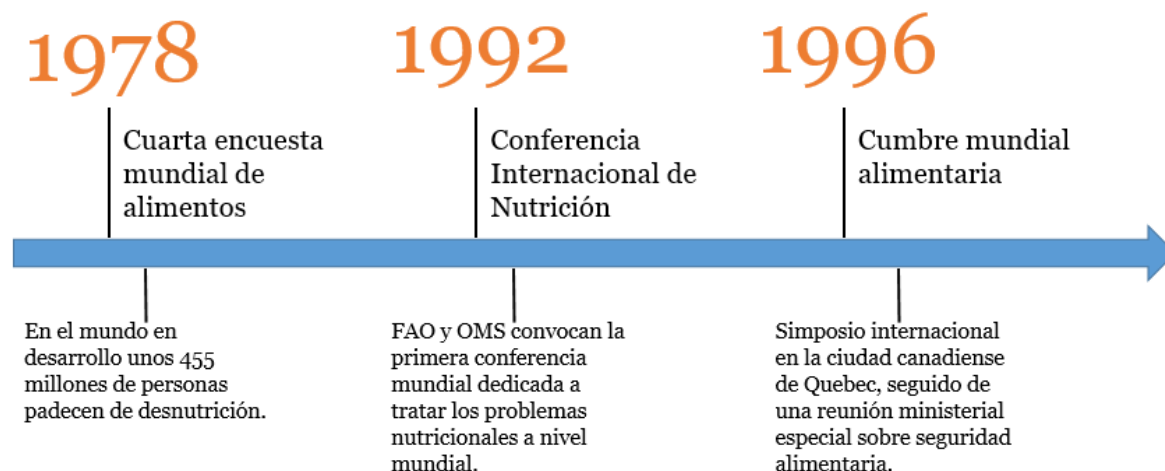 1978
Cuarta encuesta
mundial de
alimentos
En el mundo en
desarrollo unos 455
millones de personas
padecen de desnutrición.
1992
Conferencia
Internacional de
Nutrición
FAO y OMS convocan la
primera conferencia
mundial dedicada a
tratar los problemas
nutricionales a nivel
mundial.
1996
Cumbre mundial
alimentaria
Simposio internacional
en la ciudad canadiense
de Quebec, seguido de
una reunión ministerial
especial sobre seguridad
alimentaria.